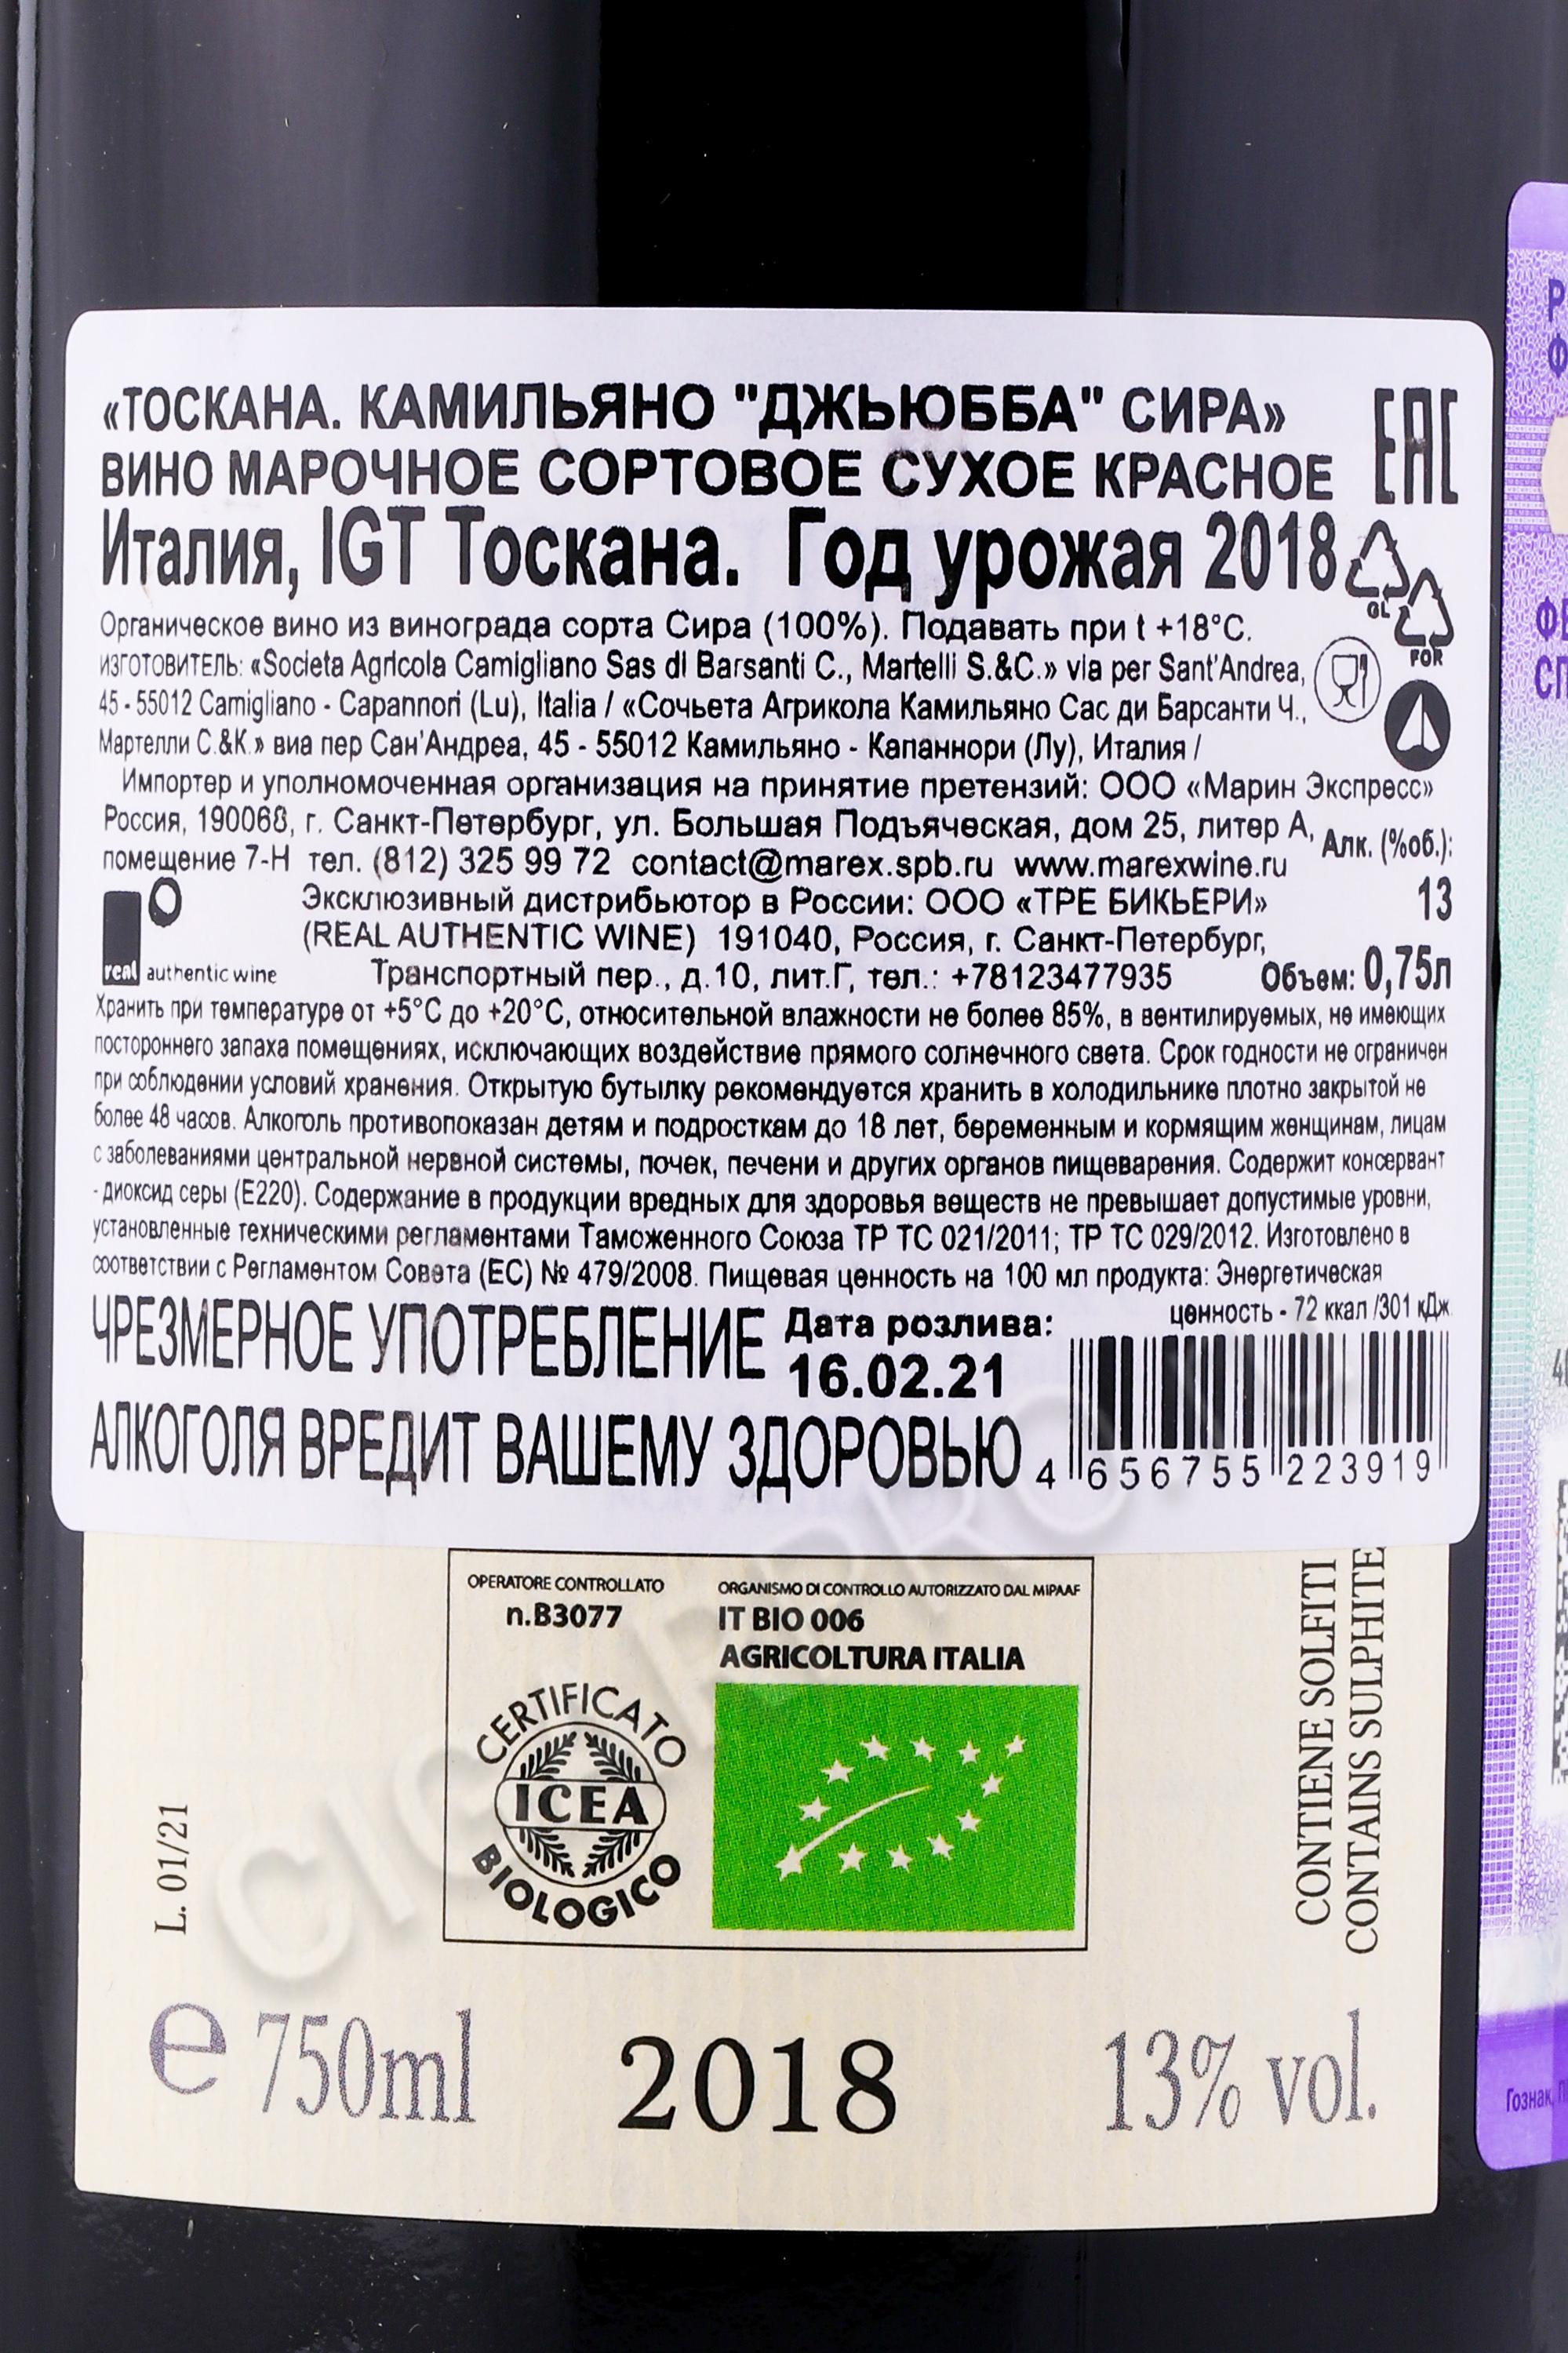 «ТОСКАНА. КАМИЛЬЯНО "ДЖЬЮББА" СИРА»
ВИНО МАРОЧНОЕ СОРТОВОЕ СУХОЕ КРАСНОЕ
EAC
Италия, IGT Тоскана. Год урожая 2018
GL
FOR
Органическое вино из винограда сорта Сира (100%). Подавать при t +18°С.
ИЗГОТОВИТЕЛЬ: «Societa Agricola Camigliano Sas di Barsanti C., Martelli S.&C.» via per Sant'Andrea,
45 - 55012 Camigliano - Capannori (Lu), Italia / «Сочьета Агрикола Камильяно Сас ди Барсанти Ч.,
Мартелли С.&К.» виа пер Сан'Андреа, 45 - 55012 Камильяно - Капаннори (Лу), Италия /
Импортер и уполномоченная организация на принятие претензий: ООО «Марин Экспресс»
Россия, 190068, г. Санкт-Петербург, ул. Большая Подъяческая, дом 25, литер А,
помещение 7-Н тел. (812) 325 99 72 contact@marex.spb.ru www.marexwine.ru
Алк. (%об.):
13
Эксклюзивный дистрибьютор в России: ООО «ТРЕ БИКЬЕРИ»
(REAL AUTHENTIC WINE) 191040, Россия, г. Санкт-Петербург,
real authentic wine
Транспортный пер., д.10, лит.Г, тел.: +78123477935
Объем: 0,75л
Хранить при температуре от +5°С до +20°С, относительной влажности не более 85%, в вентилируемых, не имеющих
постороннего запаха помещениях, исключающих воздействие прямого солнечного света. Срок годности не ограничен
при соблюдении условий хранения. Открытую бутылку рекомендуется хранить в холодильнике плотно закрытой не
более 48 часов. Алкоголь противопоказан детям и подросткам до 18 лет, беременным и кормящим женщинам, лицам
с заболеваниями центральной нервной системы, почек, печени и других органов пищеварения. Содержит консервант
- диоксид серы (Е220). Содержание в продукции вредных для здоровья веществ не превышает допустимые уровни,
установленные техническими регламентами Таможенного Союза ТР ТС 021/2011; ТР ТС 029/2012. Изготовлено в
соответствии с Регламентом Совета (ЕС) № 479/2008. Пищевая ценность на 100 мл продукта: Энергетическая
ценность - 72 ккал /301 кДж
ЧРЕЗМЕРНОЕ УПОТРЕБЛЕНИЕ
АЛКОГОЛЯ ВРЕДИТ ВАШЕМУ ЗДОРОВЬЮ
Дата розлива:
16.02.21
4 656755 223919
OPERATORE CONTROLLATO
n.B3077
ORGANISMO DI CONTROLLO AUTORIZZATO DAL MIPAAF
IT BIO 006
AGRICOLTURA ITALIA
CERTIFICATO
ICEA
BIOLOGICO
L. 01/21
CONTIENE SOLFITI
CONTAINS SULPHITE
e 750ml
2018
13% vol.
Гознак